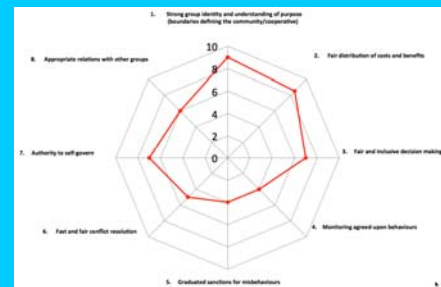 1. Strong group identity and understanding of purpose
(boundaries defining the community/cooperative)
10
8. Appropriate relations with other groups
2. Fair distribution of costs and benefits
8
6
4
2
7. Authority to self-govern
0
3. Fair and inclusive decision making
6. Fast and fair conflict resolution
4. Monitoring agreed upon behaviours
5. Graduated sanctions for misbehaviours